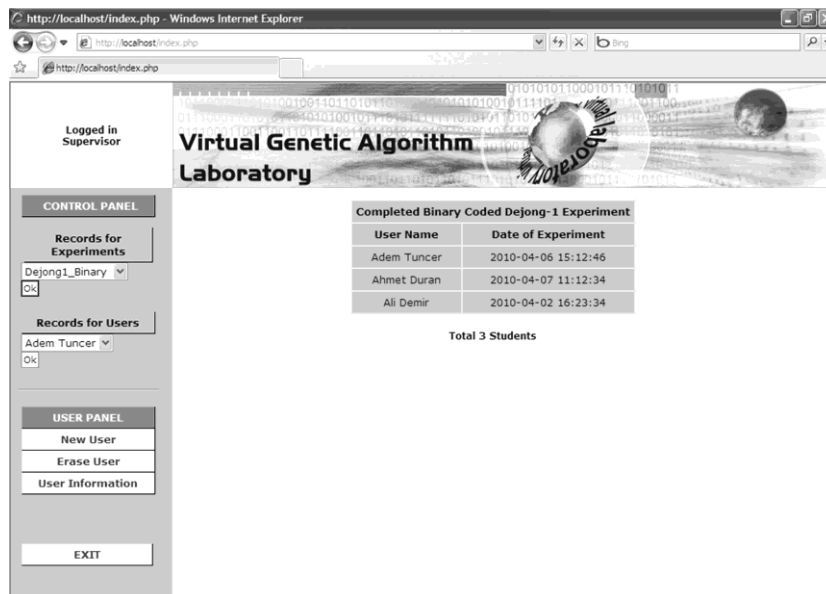 http://localhost/index.php - Windows Internet Explorer
http://localhost/index.php
Bing
http://localhost/index.php
Logged in
Supervisor
Virtual Genetic Algorithm
Laboratory
virtual laboratory
CONTROL PANEL
Records for
Experiments
Dejong1_Binary
Ok
Records for Users
Adem Tuncer
Ok
USER PANEL
New User
Erase User
User Information
EXIT
Completed Binary Coded Dejong-1 Experiment
User Name Date of Experiment
Adem Tuncer 2010-04-06 15:12:46
Ahmet Duran 2010-04-07 11:12:34
Ali Demir 2010-04-02 16:23:34
Total 3 Students